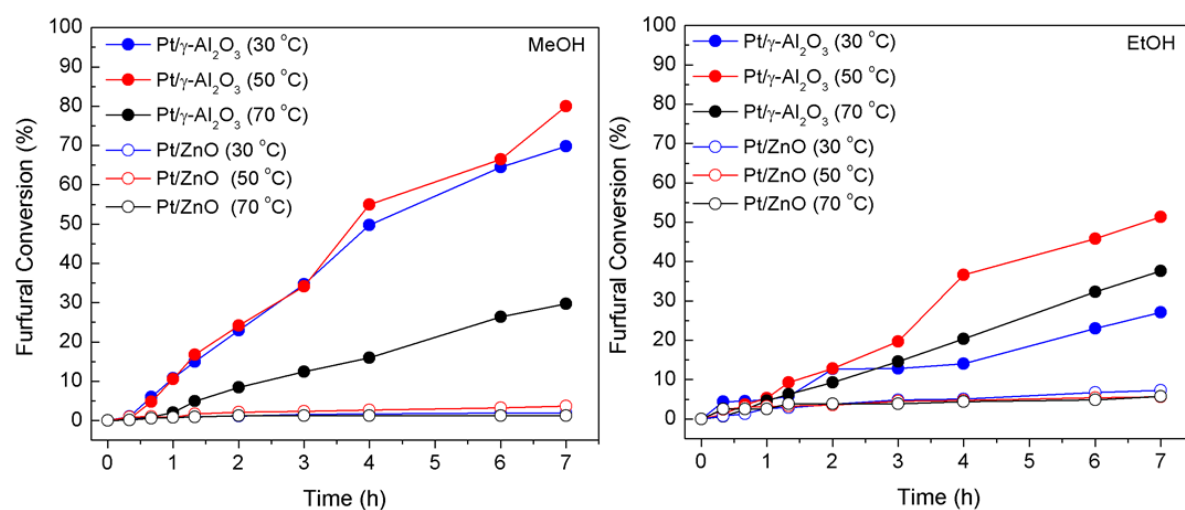 MeOH
Pt/γ-Al₂O₃ (30 °C)
Pt/γ-Al₂O₃ (50 °C)
Pt/γ-Al₂O₃ (70 °C)
Pt/ZnO (30 °C)
Pt/ZnO (50 °C)
Pt/ZnO (70 °C)
Furfural Conversion (%)
100
90
80
70
60
50
40
30
20
10
0
0 1 2 3 4 5 6 7
Time (h)
EtOH
Pt/γ-Al₂O₃ (30 °C)
Pt/γ-Al₂O₃ (50 °C)
Pt/γ-Al₂O₃ (70 °C)
Pt/ZnO (30 °C)
Pt/ZnO (50 °C)
Pt/ZnO (70 °C)
Furfural Conversion (%)
100
90
80
70
60
50
40
30
20
10
0
0 1 2 3 4 5 6 7
Time (h)